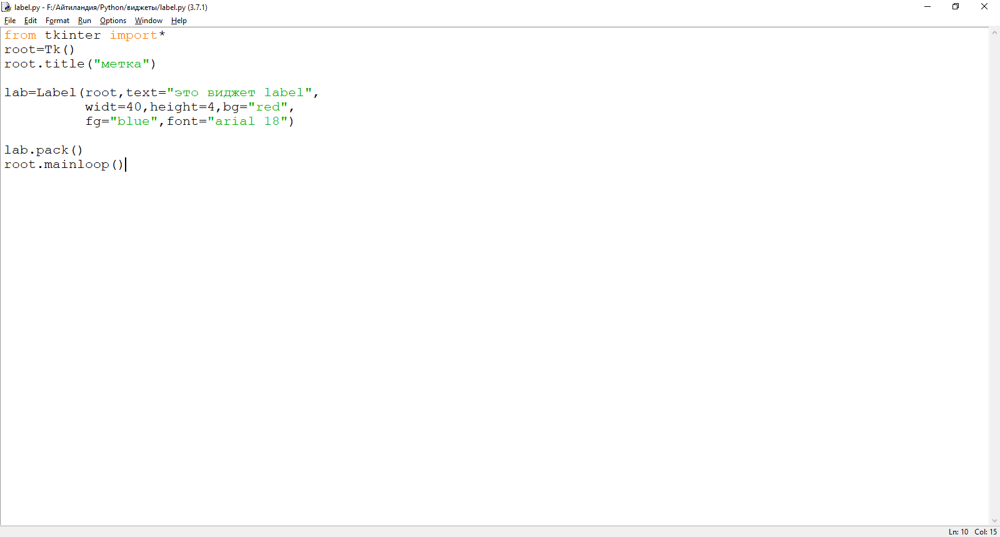 label.py - F:/Айтиландия/Python/виджеты/label.py (3.7.1)
File Edit Format Run Options Window Help
from tkinter import*
root=Tk()
root.title("метка")
lab=Label(root,text="это виджет label",
widt=40,height=4,bg="red",
fg="blue",font="arial 18")
lab.pack()
root.mainloop()
Ln: 10 Col: 15